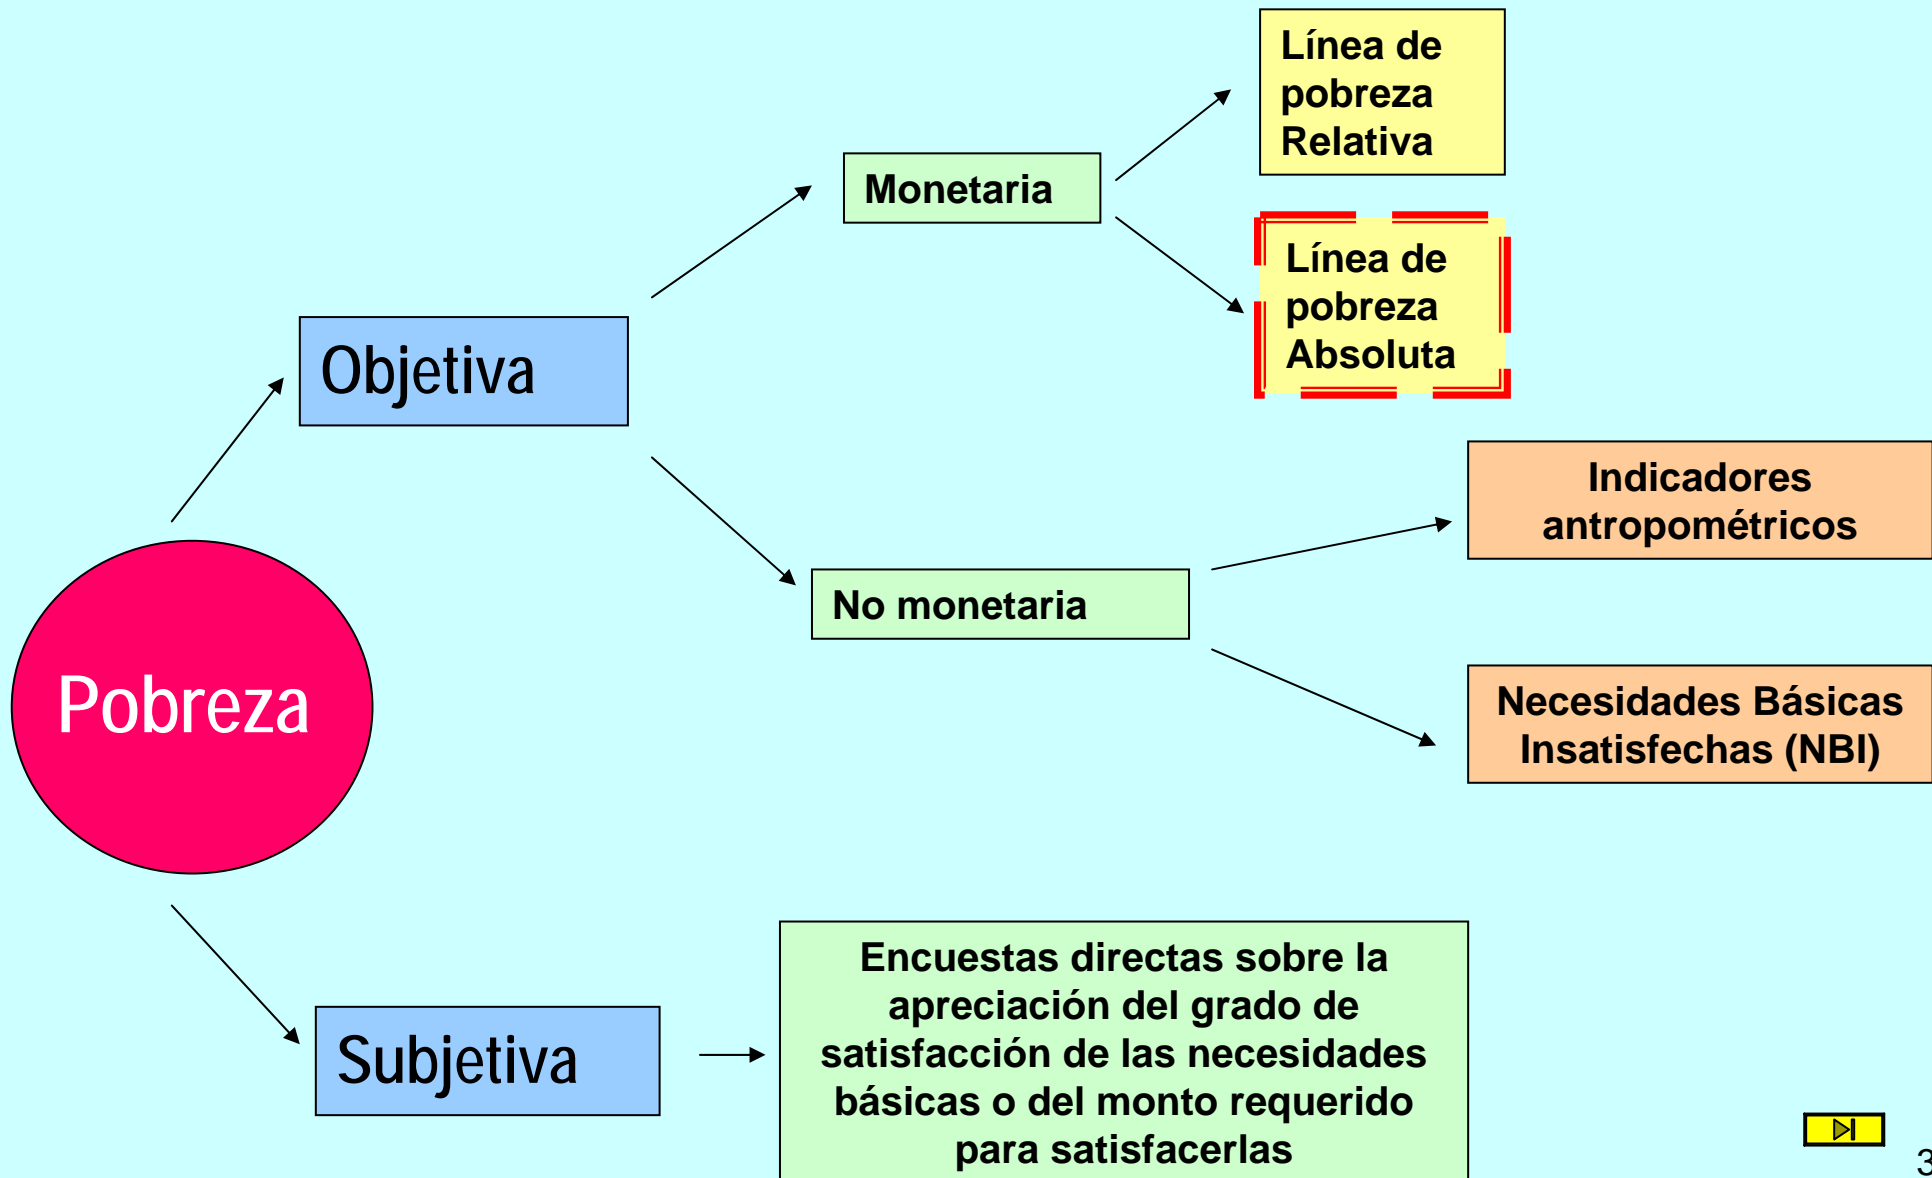 Línea de
pobreza
Relativa
Monetaria
Línea de
pobreza
Absoluta
Objetiva
Indicadores
antropométricos
No monetaria
Pobreza
Necesidades Básicas
Insatisfechas (NBI)
Encuestas directas sobre la
apreciación del grado de
satisfacción de las necesidades
básicas o del monto requerido
para satisfacerlas
Subjetiva
3